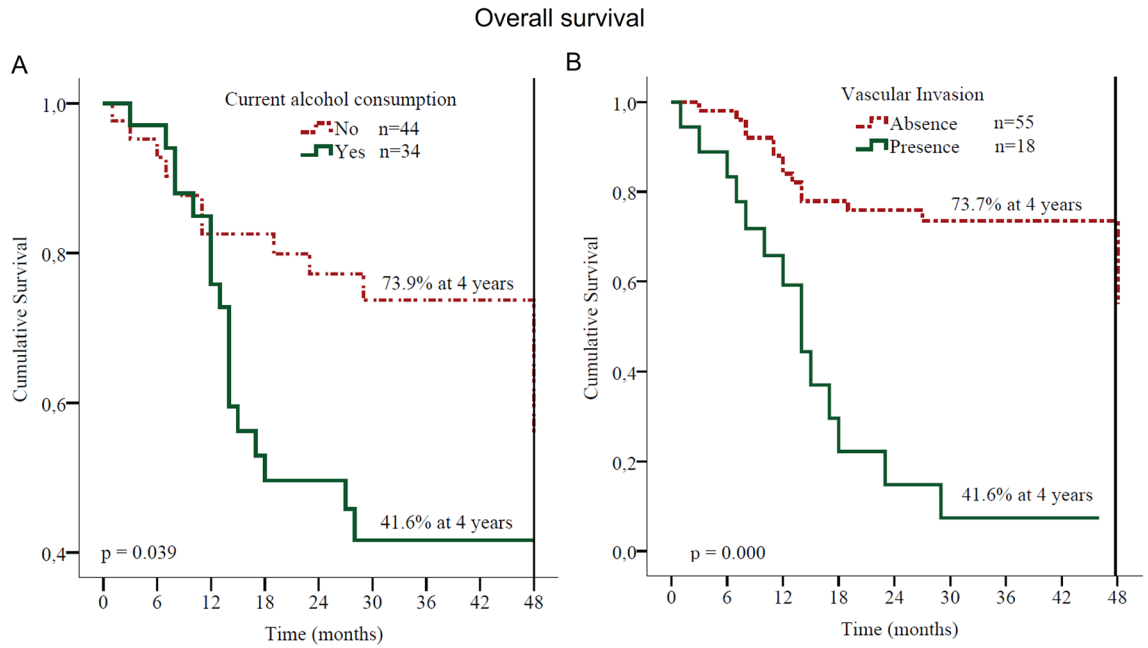 Overall survival
A
Current alcohol consumption
No n=44
Yes n=34
1,0
0,8
0,6
0,4
Cumulative Survival
73.9% at 4 years
41.6% at 4 years
p = 0.039
0 6 12 18 24 30 36 42 48
Time (months)
B
Vascular Invasion
Absence n=55
Presence n=18
1,0
0,8
0,6
0,4
0,2
0,0
Cumulative Survival
73.7% at 4 years
41.6% at 4 years
p = 0.000
0 6 12 18 24 30 36 42 48
Time (months)